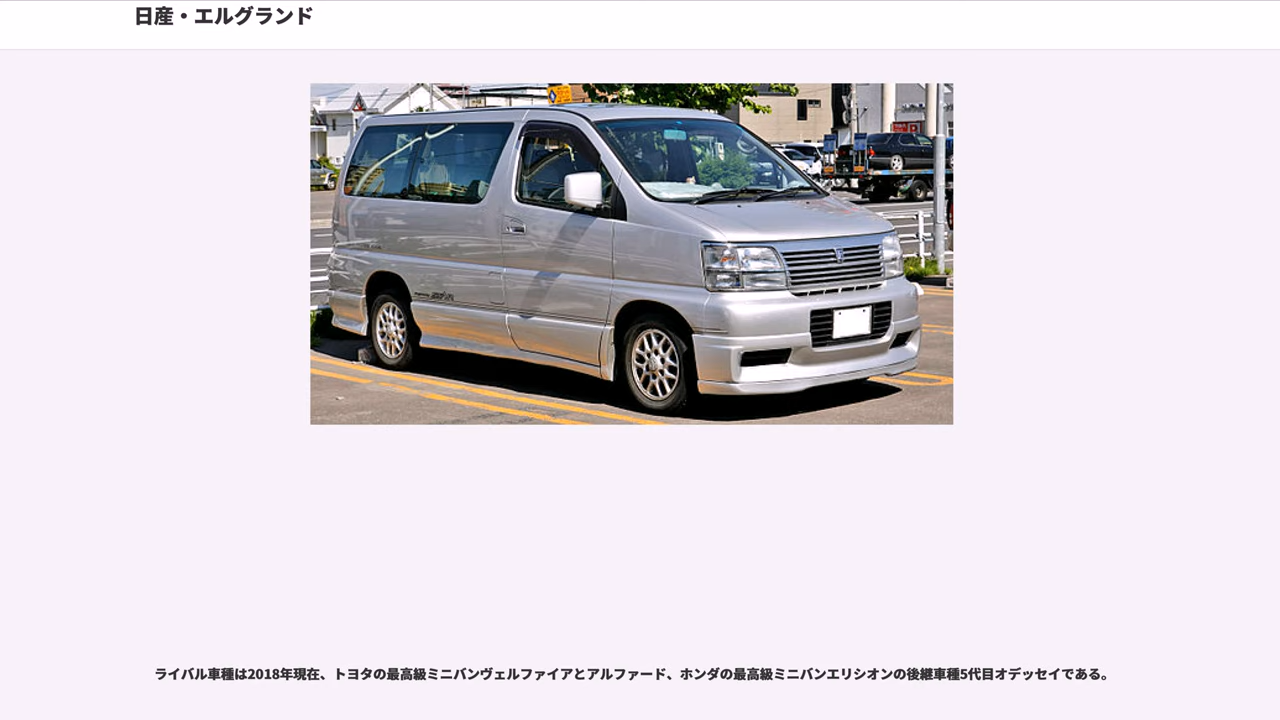 日産・エルグランド
ライバル車種は2018年現在、トヨタの最高級ミニバンヴェルファイアとアルファード、ホンダの最高級ミニバンエリシオンの後継車種5代目オデッセイである。